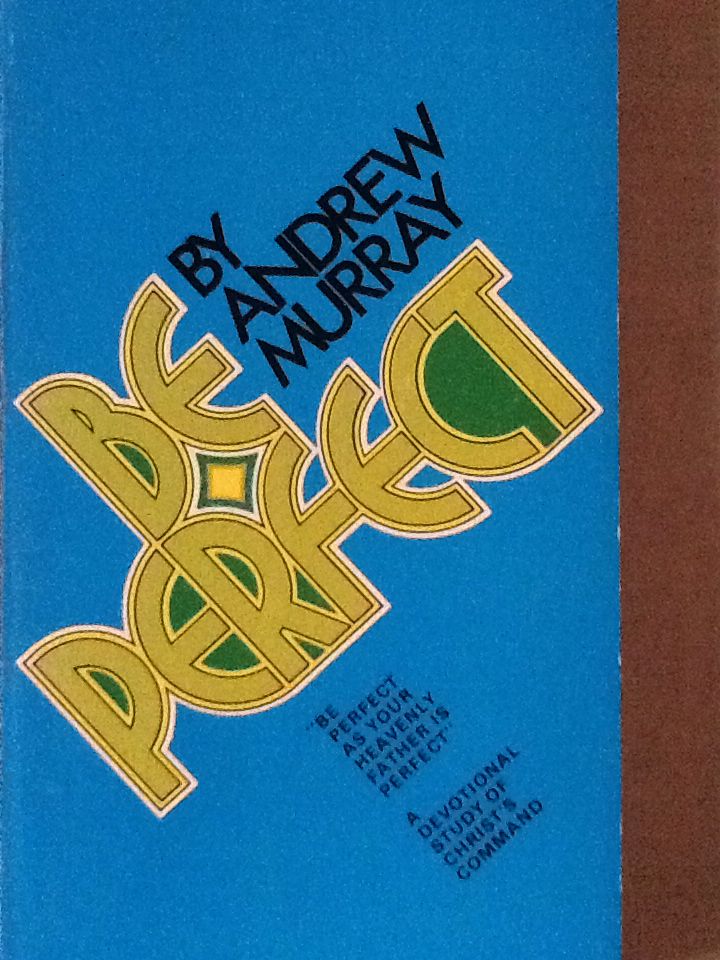 BY
ANDREW
MURRAY
BE
PERFECT
"BE
PERFECT
AS YOUR
HEAVENLY
FATHER IS
PERFECT"
A
DEVOTIONAL
STUDY OF
CHRIST'S
COMMAND